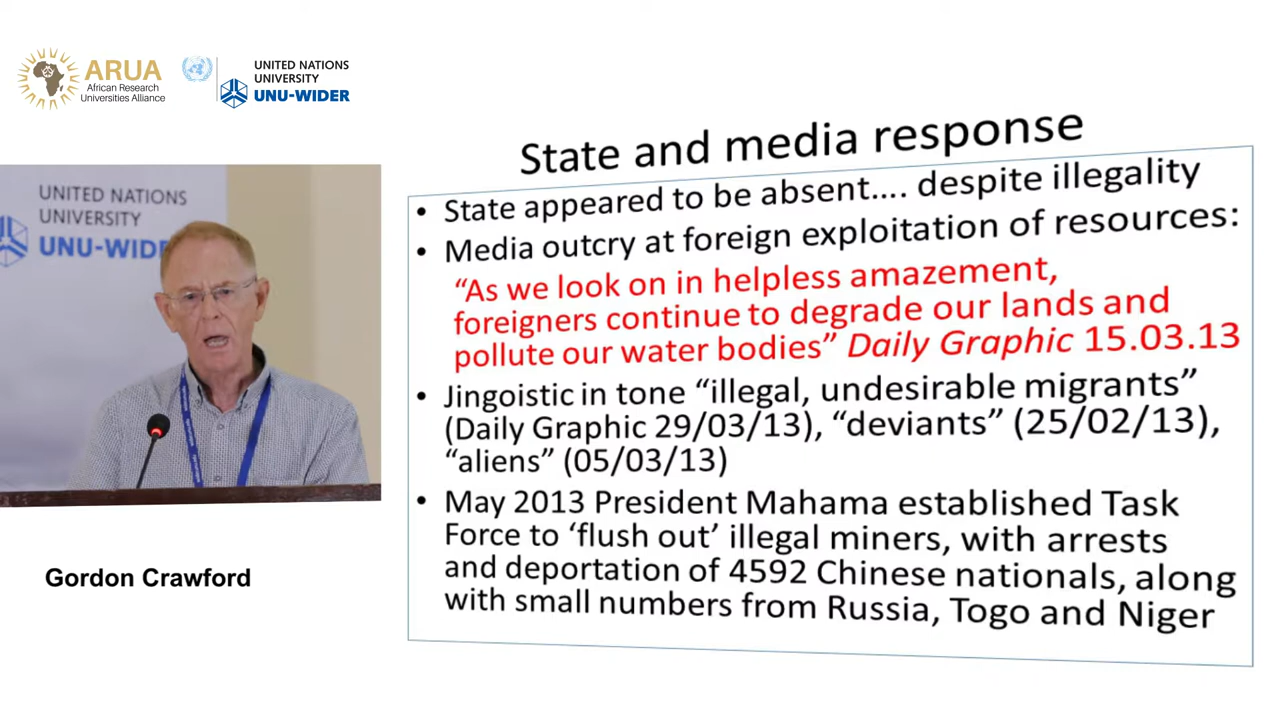 ARUA
African Research
Universities Alliance
UNITED NATIONS
UNIVERSITY
UNU-WIDER
UNITED NATIONS
UNIVERSITY
UNU-WIDER
Gordon Crawford
State and media response
• State appeared to be absent.... despite illegality
• Media outcry at foreign exploitation of resources:
“As we look on in helpless amazement,
foreigners continue to degrade our lands and
pollute our water bodies” Daily Graphic 15.03.13
• Jingoistic in tone “illegal, undesirable migrants”
(Daily Graphic 29/03/13), “deviants” (25/02/13),
“aliens” (05/03/13)
• May 2013 President Mahama established Task
Force to ‘flush out’ illegal miners, with arrests
and deportation of 4592 Chinese nationals, along
with small numbers from Russia, Togo and Niger